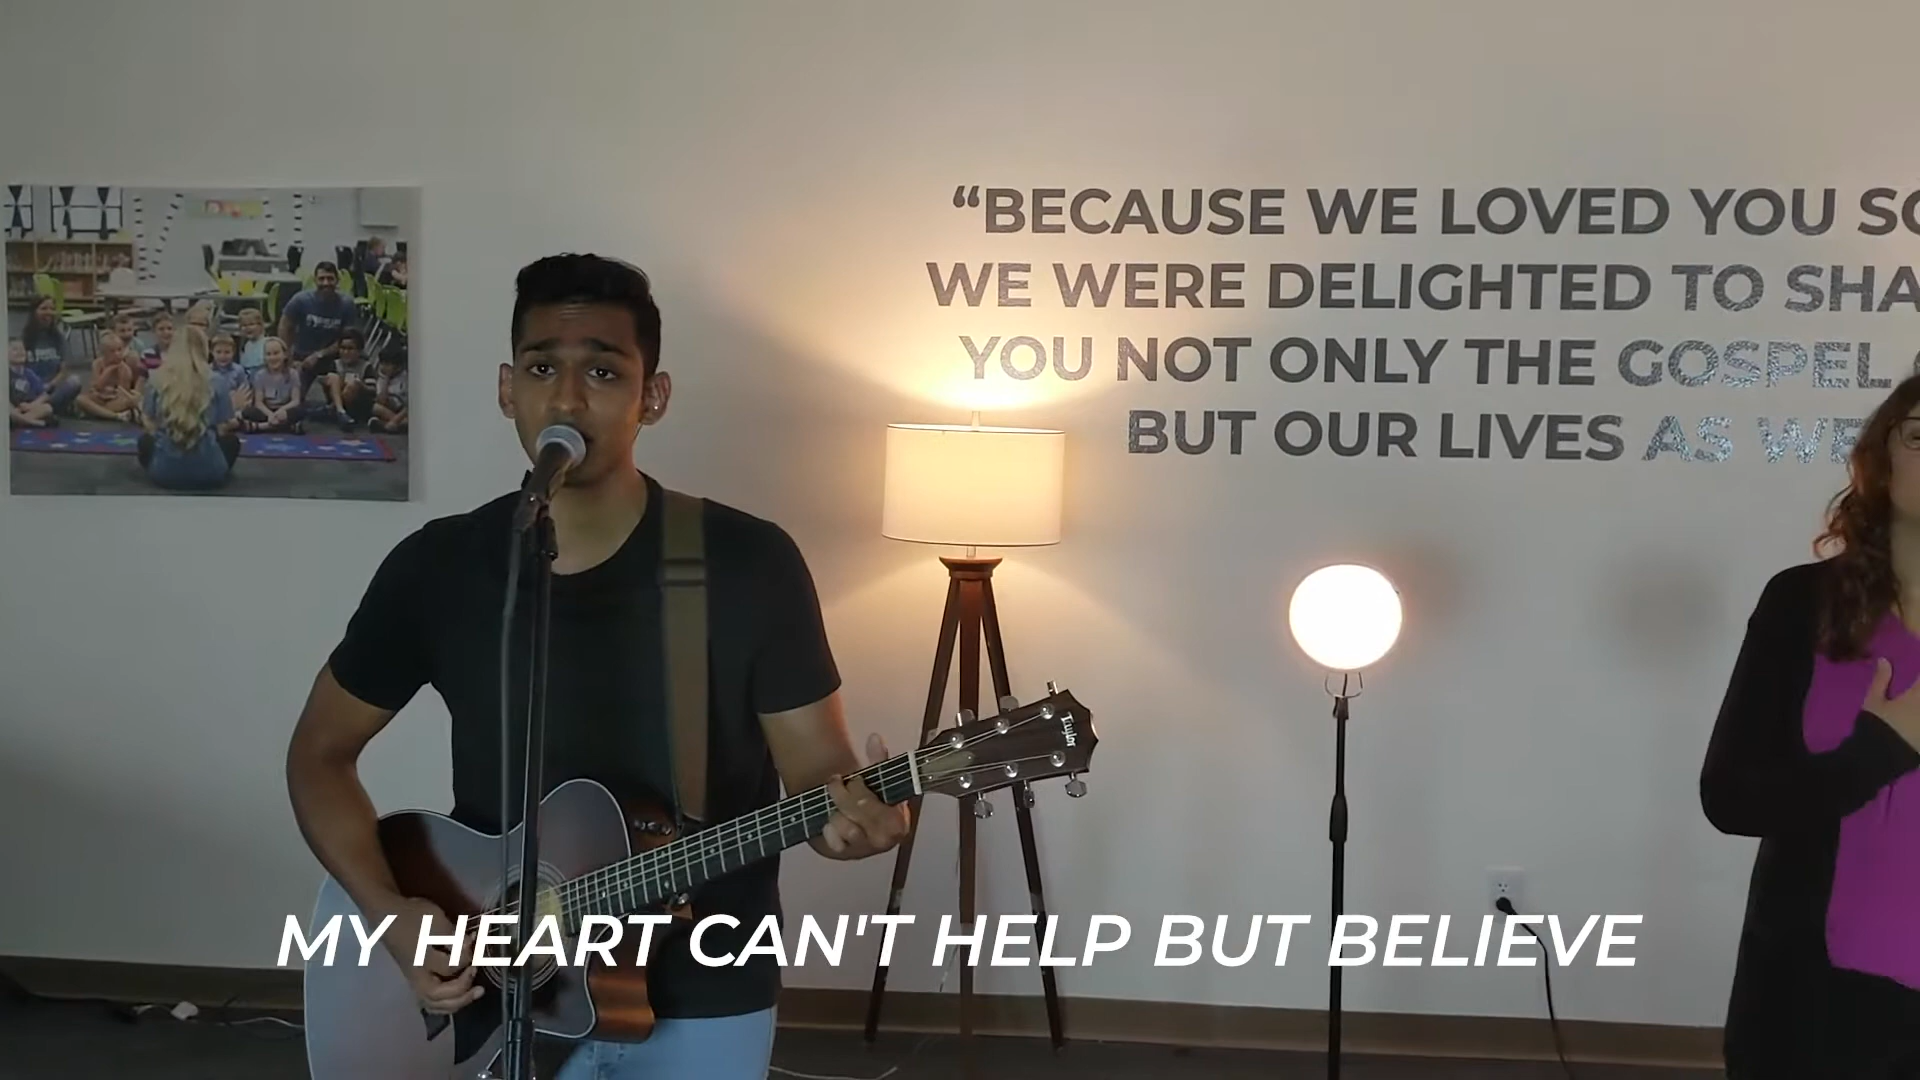 “BECAUSE WE LOVED YOU SO
WE WERE DELIGHTED TO SHA
YOU NOT ONLY THE GOSPEL
BUT OUR LIVES AS WE
Taylor
MY HEART CAN'T HELP BUT BELIEVE